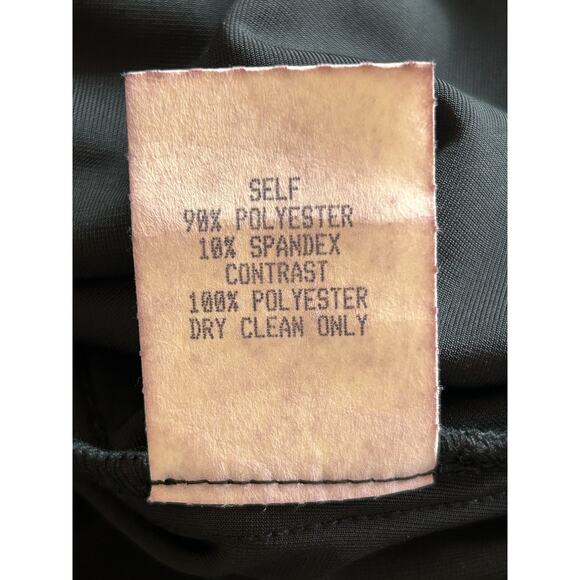 SELF
90% POLYESTER
10% SPANDEX
CONTRAST
100% POLYESTER
DRY CLEAN ONLY